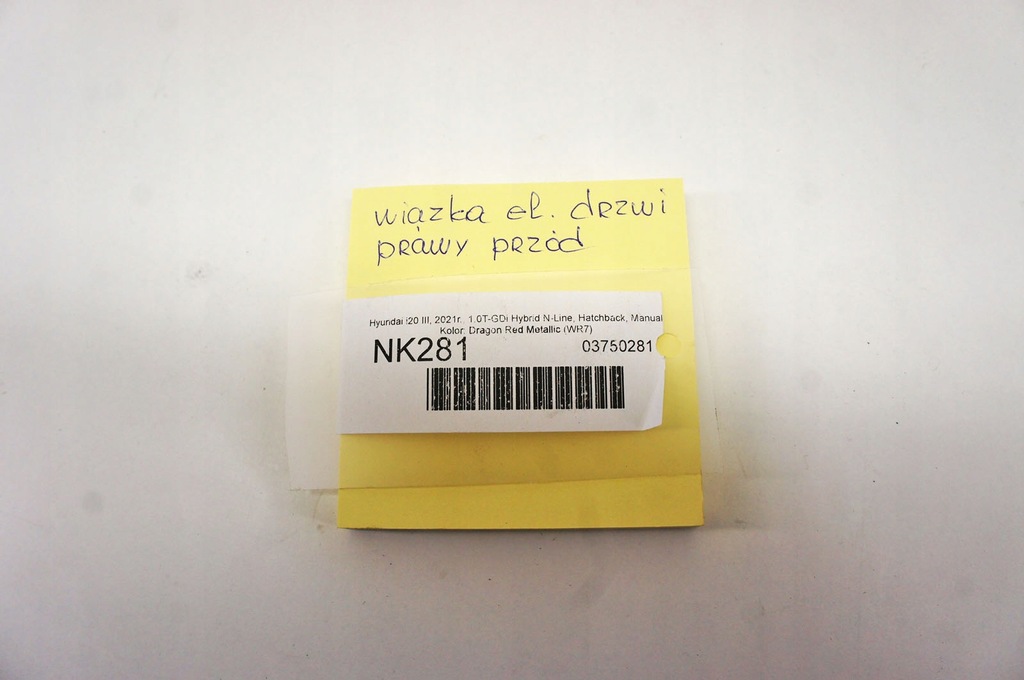 wiązka el. drzwi
prawy przód
Hyundai i20 III, 2021r., 1.0T-GDi Hybrid N-Line, Hatchback, Manual
Kolor: Dragon Red Metallic (WR7)
NK281 03750281